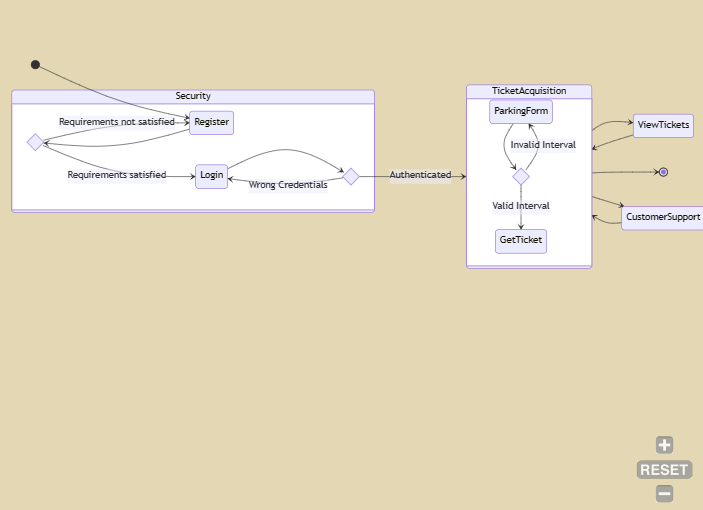 Security
Requirements not satisfied
Register
Requirements satisfied
Login
Wrong Credentials
Authenticated
TicketAcquisition
ParkingForm
Invalid Interval
Valid Interval
GetTicket
ViewTickets
CustomerSupport
RESET